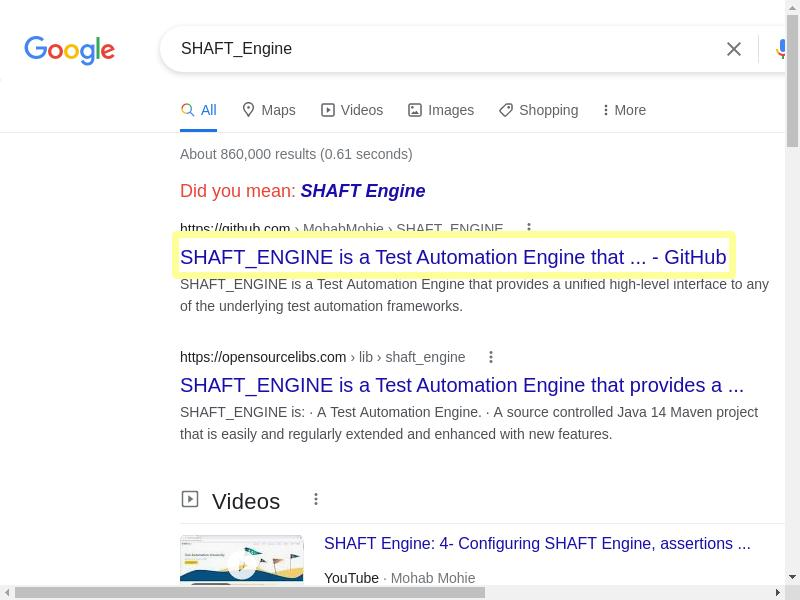 Google
SHAFT_Engine
All Maps Videos Images Shopping More
About 860,000 results (0.61 seconds)
Did you mean: SHAFT Engine
https://github.com › MohabMohie › SHAFT_ENGINE
SHAFT_ENGINE is a Test Automation Engine that ... - GitHub
SHAFT_ENGINE is a Test Automation Engine that provides a unified high-level interface to any
of the underlying test automation frameworks.
https://opensourcelibs.com › lib › shaft_engine
SHAFT_ENGINE is a Test Automation Engine that provides a ...
SHAFT_ENGINE is: · A Test Automation Engine. · A source controlled Java 14 Maven project
that is easily and regularly extended and enhanced with new features.
Videos
SHAFT Engine: 4- Configuring SHAFT Engine, assertions ...
YouTube · Mohab Mohie